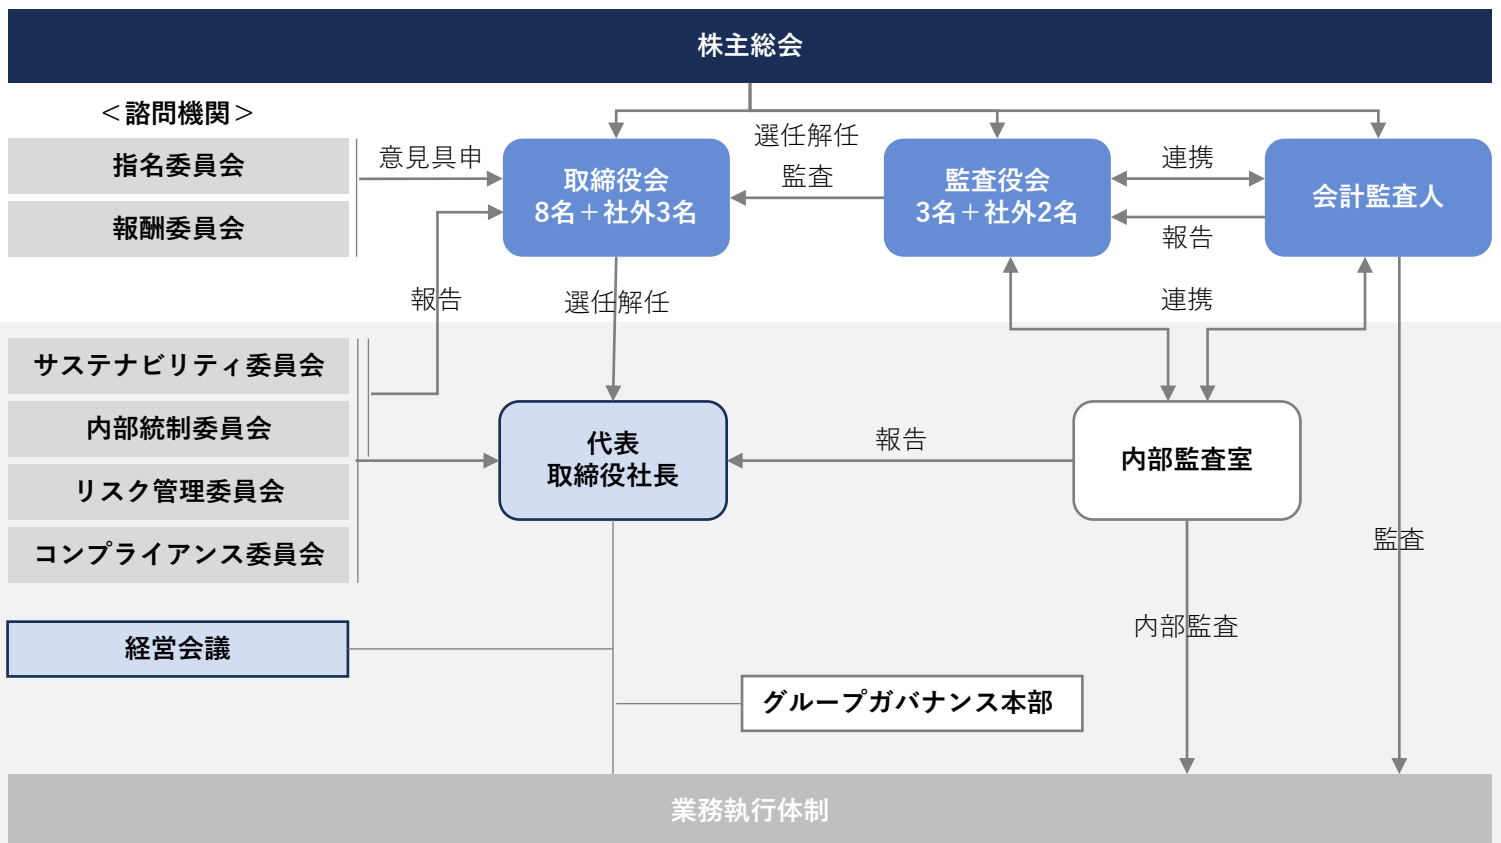 株主総会
＜諮問機関＞
指名委員会
報酬委員会
意見具申
取締役会
8名＋社外3名
選任解任
監査
監査役会
3名＋社外2名
連携
報告
会計監査人
報告
選任解任
連携
サステナビリティ委員会
内部統制委員会
リスク管理委員会
コンプライアンス委員会
代表
取締役社長
報告
内部監査室
監査
内部監査
経営会議
グループガバナンス本部
業務執行体制